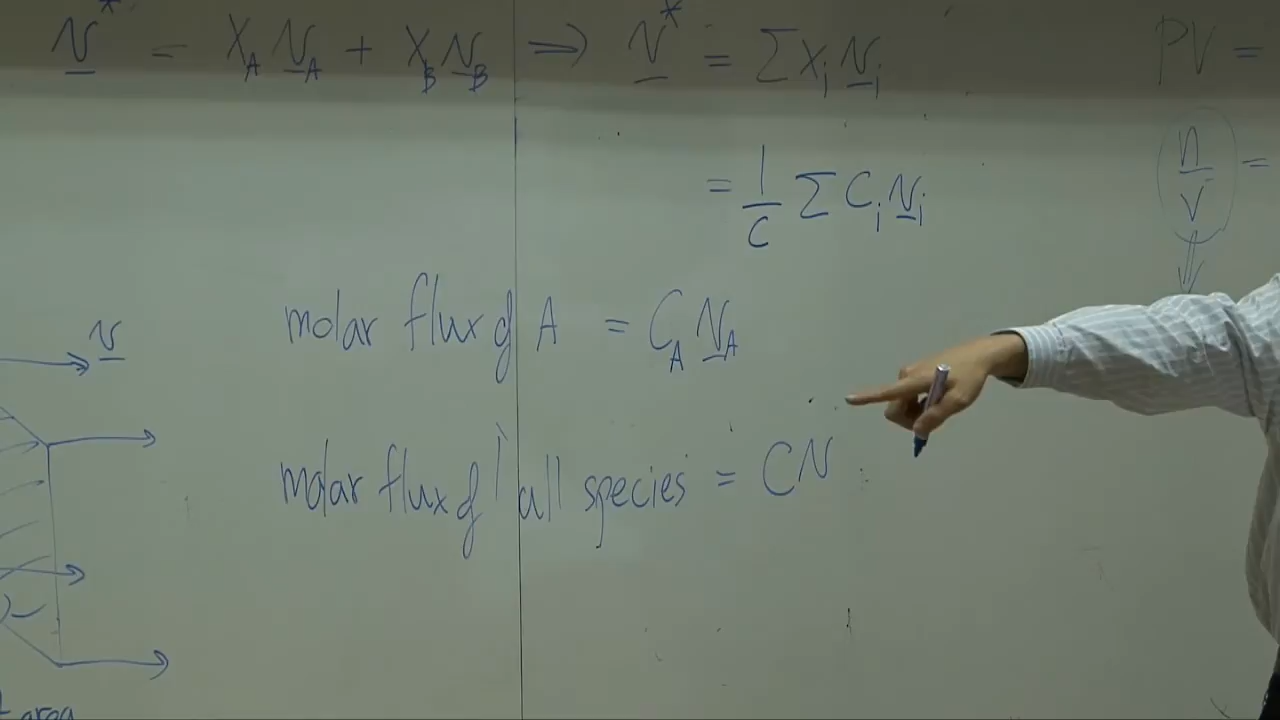 v* = x_A v_A + x_B v_B ⇒ v* = Σ x_i v_i
PV =
= 1/C Σ C_i v_i
n/V =
v
molar flux of A = C_A v_A
molar flux of all species = C v
area